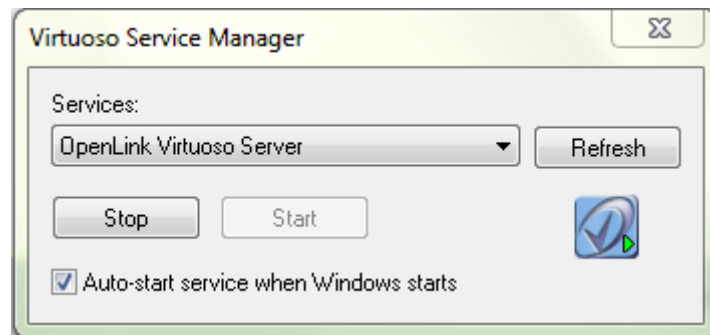 Virtuoso Service Manager
Services:
OpenLink Virtuoso Server
Refresh
Stop
Start
Auto-start service when Windows starts